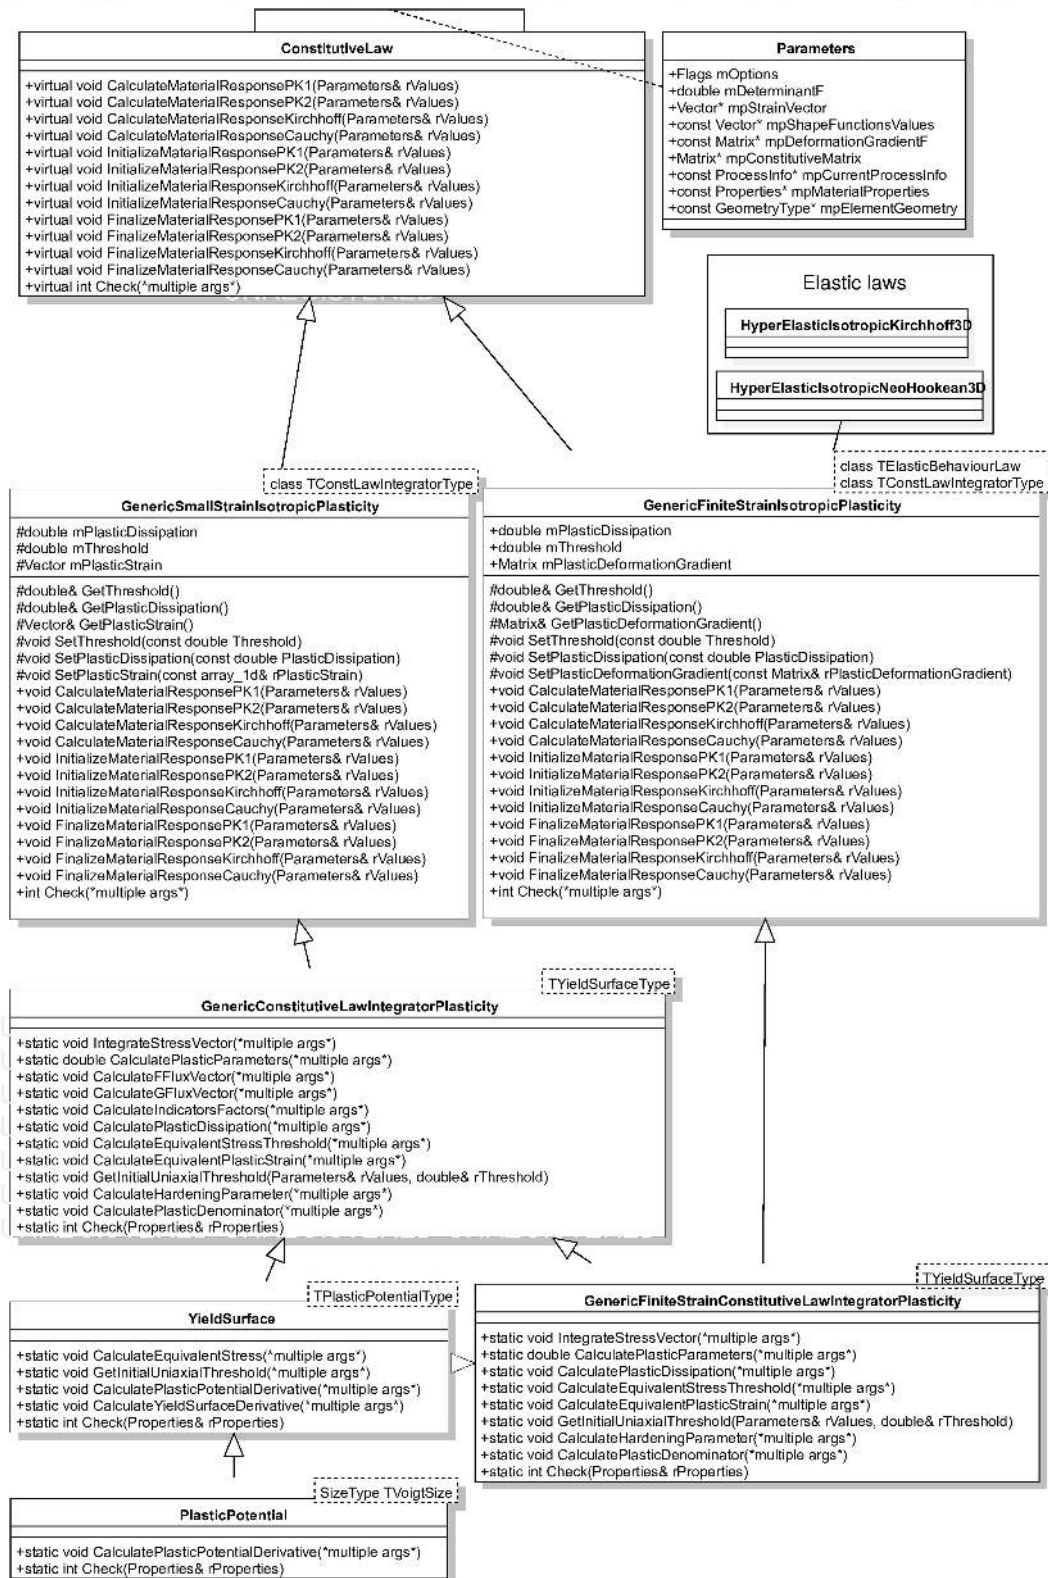 ConstitutiveLaw
+virtual void CalculateMaterialResponsePK1(Parameters& rValues)
+virtual void CalculateMaterialResponsePK2(Parameters& rValues)
+virtual void CalculateMaterialResponseKirchhoff(Parameters& rValues)
+virtual void CalculateMaterialResponseCauchy(Parameters& rValues)
+virtual void InitializeMaterialResponsePK1(Parameters& rValues)
+virtual void InitializeMaterialResponsePK2(Parameters& rValues)
+virtual void InitializeMaterialResponseKirchhoff(Parameters& rValues)
+virtual void InitializeMaterialResponseCauchy(Parameters& rValues)
+virtual void FinalizeMaterialResponsePK1(Parameters& rValues)
+virtual void FinalizeMaterialResponsePK2(Parameters& rValues)
+virtual void FinalizeMaterialResponseKirchhoff(Parameters& rValues)
+virtual void FinalizeMaterialResponseCauchy(Parameters& rValues)
+virtual int Check(*multiple args*)
Parameters
+Flags mOptions
+double mDeterminantF
+Vector* mpStrainVector
+const Vector* mpShapeFunctionsValues
+const Matrix* mpDeformationGradientF
+Matrix* mpConstitutiveMatrix
+const ProcessInfo* mpCurrentProcessInfo
+const Properties* mpMaterialProperties
+const GeometryType* mpElementGeometry
Elastic laws
HyperElasticIsotropicKirchhoff3D
HyperElasticIsotropicNeoHookean3D
class TConstLawIntegratorType
GenericSmallStrainIsotropicPlasticity
#double mPlasticDissipation
#double mThreshold
#Vector mPlasticStrain
#double& GetThreshold()
#double& GetPlasticDissipation()
#Vector& GetPlasticStrain()
#void SetThreshold(const double Threshold)
#void SetPlasticDissipation(const double PlasticDissipation)
#void SetPlasticStrain(const array_1d& rPlasticStrain)
+void CalculateMaterialResponsePK1(Parameters& rValues)
+void CalculateMaterialResponsePK2(Parameters& rValues)
+void CalculateMaterialResponseKirchhoff(Parameters& rValues)
+void CalculateMaterialResponseCauchy(Parameters& rValues)
+void InitializeMaterialResponsePK1(Parameters& rValues)
+void InitializeMaterialResponsePK2(Parameters& rValues)
+void InitializeMaterialResponseKirchhoff(Parameters& rValues)
+void InitializeMaterialResponseCauchy(Parameters& rValues)
+void FinalizeMaterialResponsePK1(Parameters& rValues)
+void FinalizeMaterialResponsePK2(Parameters& rValues)
+void FinalizeMaterialResponseKirchhoff(Parameters& rValues)
+void FinalizeMaterialResponseCauchy(Parameters& rValues)
+int Check(*multiple args*)
class TElasticBehaviourLaw
class TConstLawIntegratorType
GenericFiniteStrainIsotropicPlasticity
+double mPlasticDissipation
+double mThreshold
+Matrix mPlasticDeformationGradient
#double& GetThreshold()
#double& GetPlasticDissipation()
#Matrix& GetPlasticDeformationGradient()
#void SetThreshold(const double Threshold)
#void SetPlasticDissipation(const double PlasticDissipation)
#void SetPlasticDeformationGradient(const Matrix& rPlasticDeformationGradient)
+void CalculateMaterialResponsePK1(Parameters& rValues)
+void CalculateMaterialResponsePK2(Parameters& rValues)
+void CalculateMaterialResponseKirchhoff(Parameters& rValues)
+void CalculateMaterialResponseCauchy(Parameters& rValues)
+void InitializeMaterialResponsePK1(Parameters& rValues)
+void InitializeMaterialResponsePK2(Parameters& rValues)
+void InitializeMaterialResponseKirchhoff(Parameters& rValues)
+void InitializeMaterialResponseCauchy(Parameters& rValues)
+void FinalizeMaterialResponsePK1(Parameters& rValues)
+void FinalizeMaterialResponsePK2(Parameters& rValues)
+void FinalizeMaterialResponseKirchhoff(Parameters& rValues)
+void FinalizeMaterialResponseCauchy(Parameters& rValues)
+int Check(*multiple args*)
TYieldSurfaceType
GenericConstitutiveLawIntegratorPlasticity
+static void IntegrateStressVector(*multiple args*)
+static double CalculatePlasticParameters(*multiple args*)
+static void CalculateFFluxVector(*multiple args*)
+static void CalculateGFluxVector(*multiple args*)
+static void CalculateIndicatorsFactors(*multiple args*)
+static void CalculatePlasticDissipation(*multiple args*)
+static void CalculateEquivalentStressThreshold(*multiple args*)
+static void CalculateEquivalentPlasticStrain(*multiple args*)
+static void GetInitialUniaxialThreshold(Parameters& rValues, double& rThreshold)
+static void CalculateHardeningParameter(*multiple args*)
+static void CalculatePlasticDenominator(*multiple args*)
+static int Check(Properties& rProperties)
TPlasticPotentialType
YieldSurface
+static void CalculateEquivalentStress(*multiple args*)
+static void GetInitialUniaxialThreshold(*multiple args*)
+static void CalculatePlasticPotentialDerivative(*multiple args*)
+static void CalculateYieldSurfaceDerivative(*multiple args*)
+static int Check(Properties& rProperties)
TYieldSurfaceType
GenericFiniteStrainConstitutiveLawIntegratorPlasticity
+static void IntegrateStressVector(*multiple args*)
+static double CalculatePlasticParameters(*multiple args*)
+static void CalculatePlasticDissipation(*multiple args*)
+static void CalculateEquivalentStressThreshold(*multiple args*)
+static void CalculateEquivalentPlasticStrain(*multiple args*)
+static void GetInitialUniaxialThreshold(Parameters& rValues, double& rThreshold)
+static void CalculateHardeningParameter(*multiple args*)
+static void CalculatePlasticDenominator(*multiple args*)
+static int Check(Properties& rProperties)
SizeType TVoigtSize
PlasticPotential
+static void CalculatePlasticPotentialDerivative(*multiple args*)
+static int Check(Properties& rProperties)